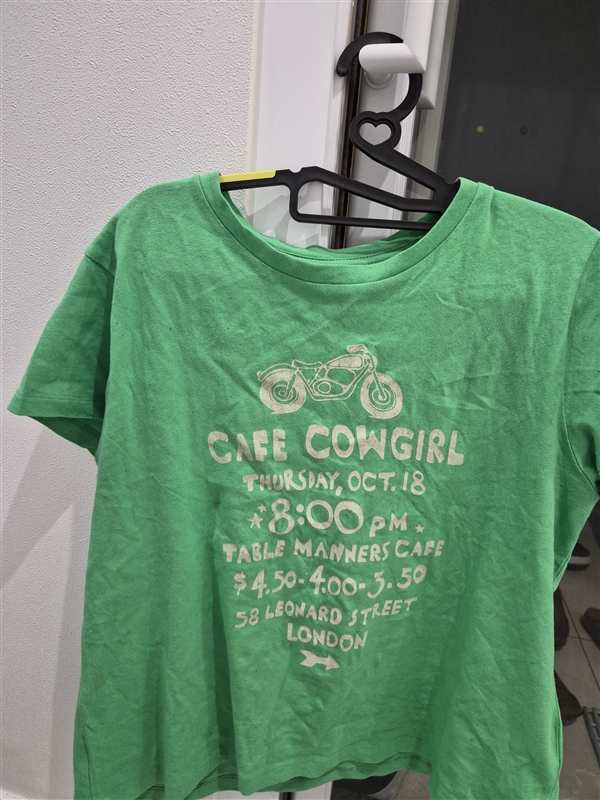 CAFE COWGIRL
THURSDAY, OCT. 18
8:00 PM
TABLE MANNERS CAFE
$4.50-4.00-3.50
58 LEONARD STREET
LONDON